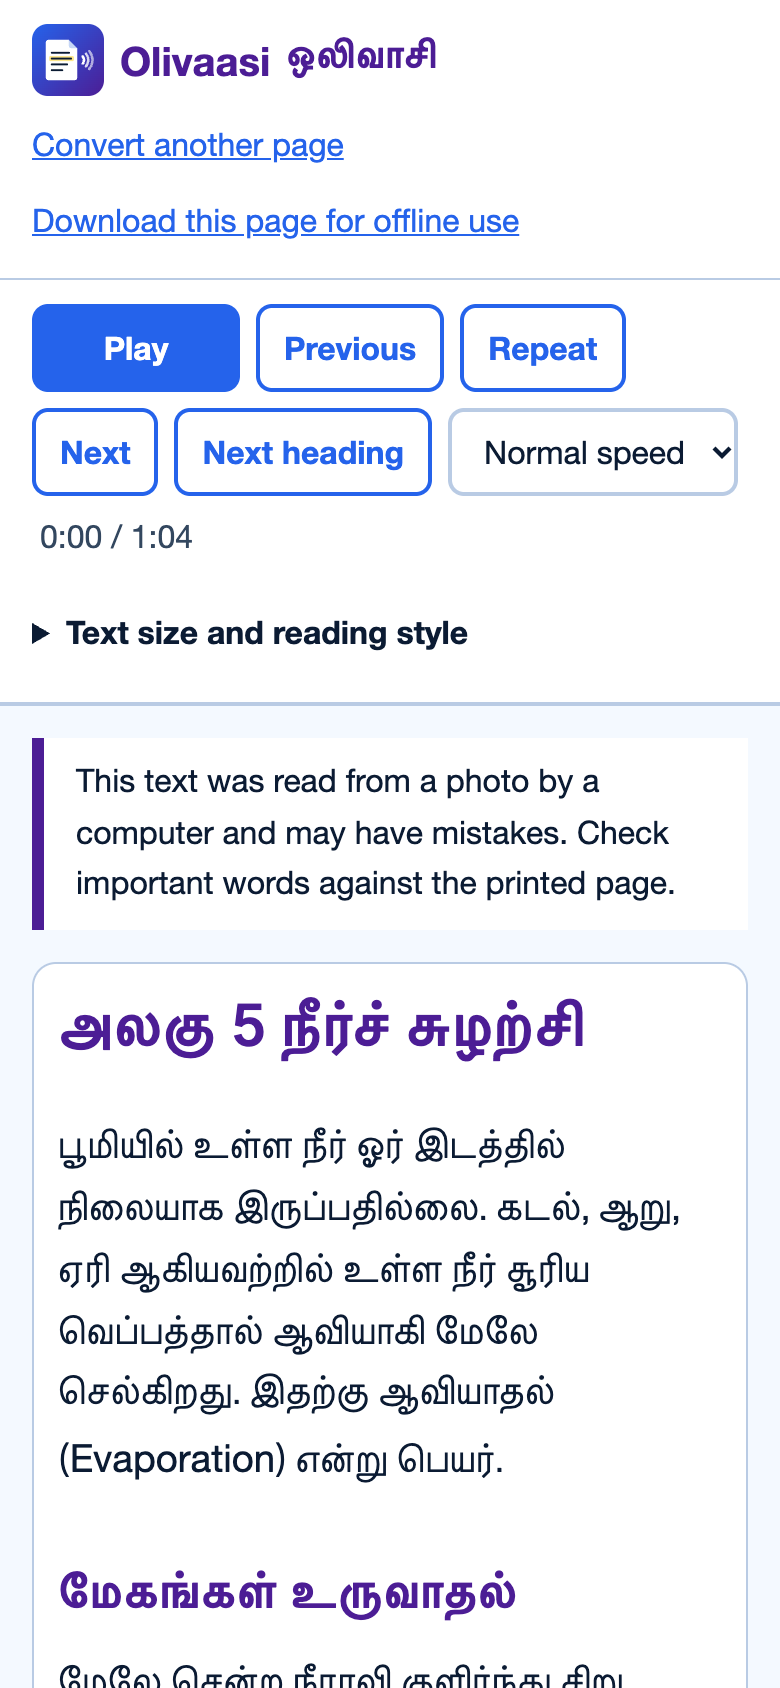 Olivaasi ஒலிவாசி
Convert another page
Download this page for offline use
Play Previous Repeat
Next Next heading Normal speed
0:00 / 1:04
Text size and reading style
This text was read from a photo by a
computer and may have mistakes. Check
important words against the printed page.
அலகு 5 நீர்ச் சுழற்சி
பூமியில் உள்ள நீர் ஓர் இடத்தில்
நிலையாக இருப்பதில்லை. கடல், ஆறு,
ஏரி ஆகியவற்றில் உள்ள நீர் சூரிய
வெப்பத்தால் ஆவியாகி மேலே
செல்கிறது. இதற்கு ஆவியாதல்
(Evaporation) என்று பெயர்.
மேகங்கள் உருவாதல்
மேலே சென்ற நீராவி குளிர்ந்து சிறு